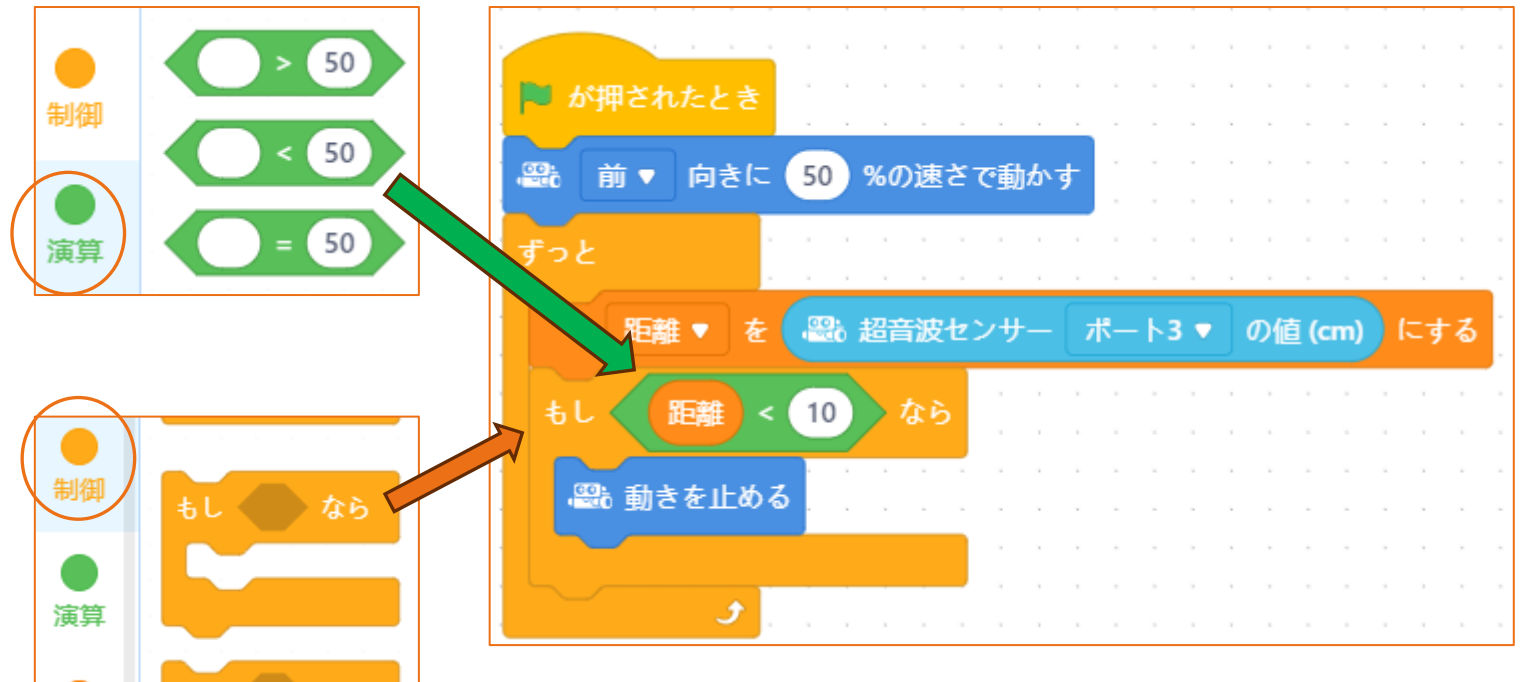 制御
演算
> 50
< 50
= 50
制御
演算
もし なら
が押されたとき
前 ▼ 向きに 50 %の速さで動かす
ずっと
距離 ▼ を 超音波センサー ポート3 ▼ の値 (cm) にする
もし 距離 < 10 なら
動きを止める